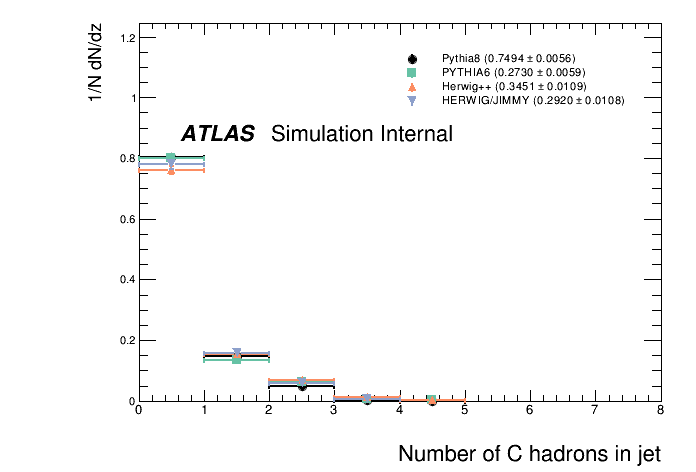 1/N dN/dz
1.2
1
0.8
0.6
0.4
0.2
0
Pythia8 (0.7494 ± 0.0056)
PYTHIA6 (0.2730 ± 0.0059)
Herwig++ (0.3451 ± 0.0109)
HERWIG/JIMMY (0.2920 ± 0.0108)
ATLAS Simulation Internal
0 1 2 3 4 5 6 7 8
Number of C hadrons in jet